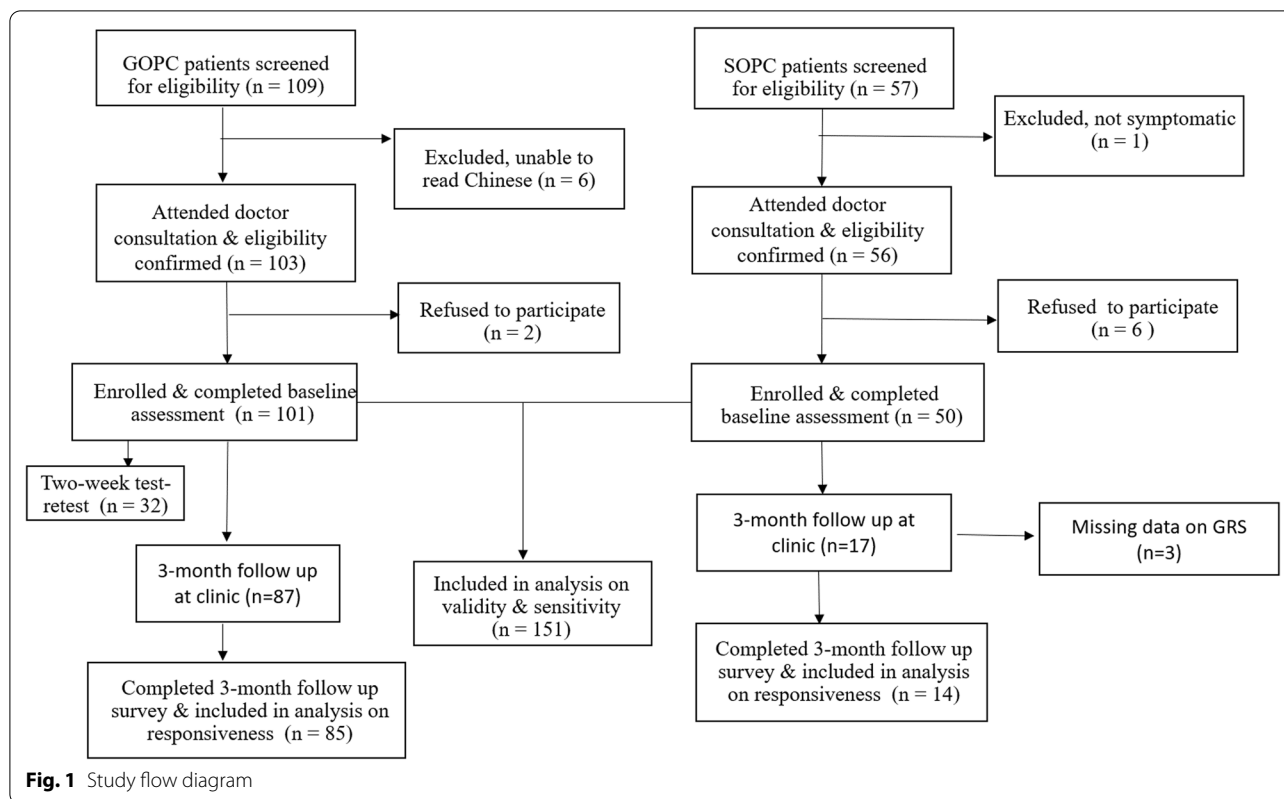 GOPC patients screened
for eligibility (n = 109)
SOPC patients screened
for eligibility (n = 57)
Excluded, unable to
read Chinese (n = 6)
Excluded, not symptomatic
(n = 1)
Attended doctor
consultation & eligibility
confirmed (n = 103)
Attended doctor
consultation & eligibility
confirmed (n = 56)
Refused to participate
(n = 2)
Refused to participate
(n = 6 )
Enrolled & completed baseline
assessment (n = 101)
Enrolled & completed
baseline assessment (n = 50)
Two-week test-
retest (n = 32)
3-month follow up
at clinic (n=87)
Included in analysis on
validity & sensitivity
(n = 151)
3-month follow up at
clinic (n=17)
Missing data on GRS
(n=3)
Completed 3-month follow up
survey & included in analysis on
responsiveness (n = 85)
Completed 3-month follow up
survey & included in analysis
on responsiveness (n = 14)
Fig. 1 Study flow diagram